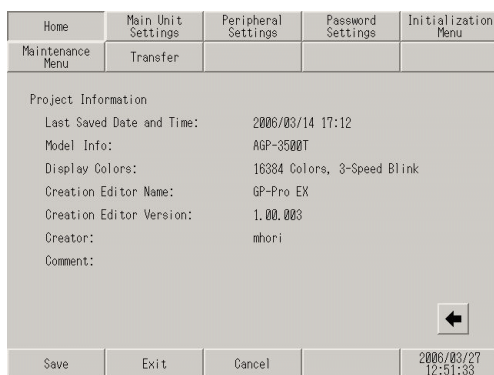 Home
Main Unit
Settings
Peripheral
Settings
Password
Settings
Initialization
Menu
Maintenance
Menu
Transfer
Project Information
Last Saved Date and Time: 2006/03/14 17:12
Model Info: AGP-3500T
Display Colors: 16384 Colors, 3-Speed Blink
Creation Editor Name: GP-Pro EX
Creation Editor Version: 1.00.003
Creator: mhori
Comment:
Save Exit Cancel
2006/03/27
12:51:33